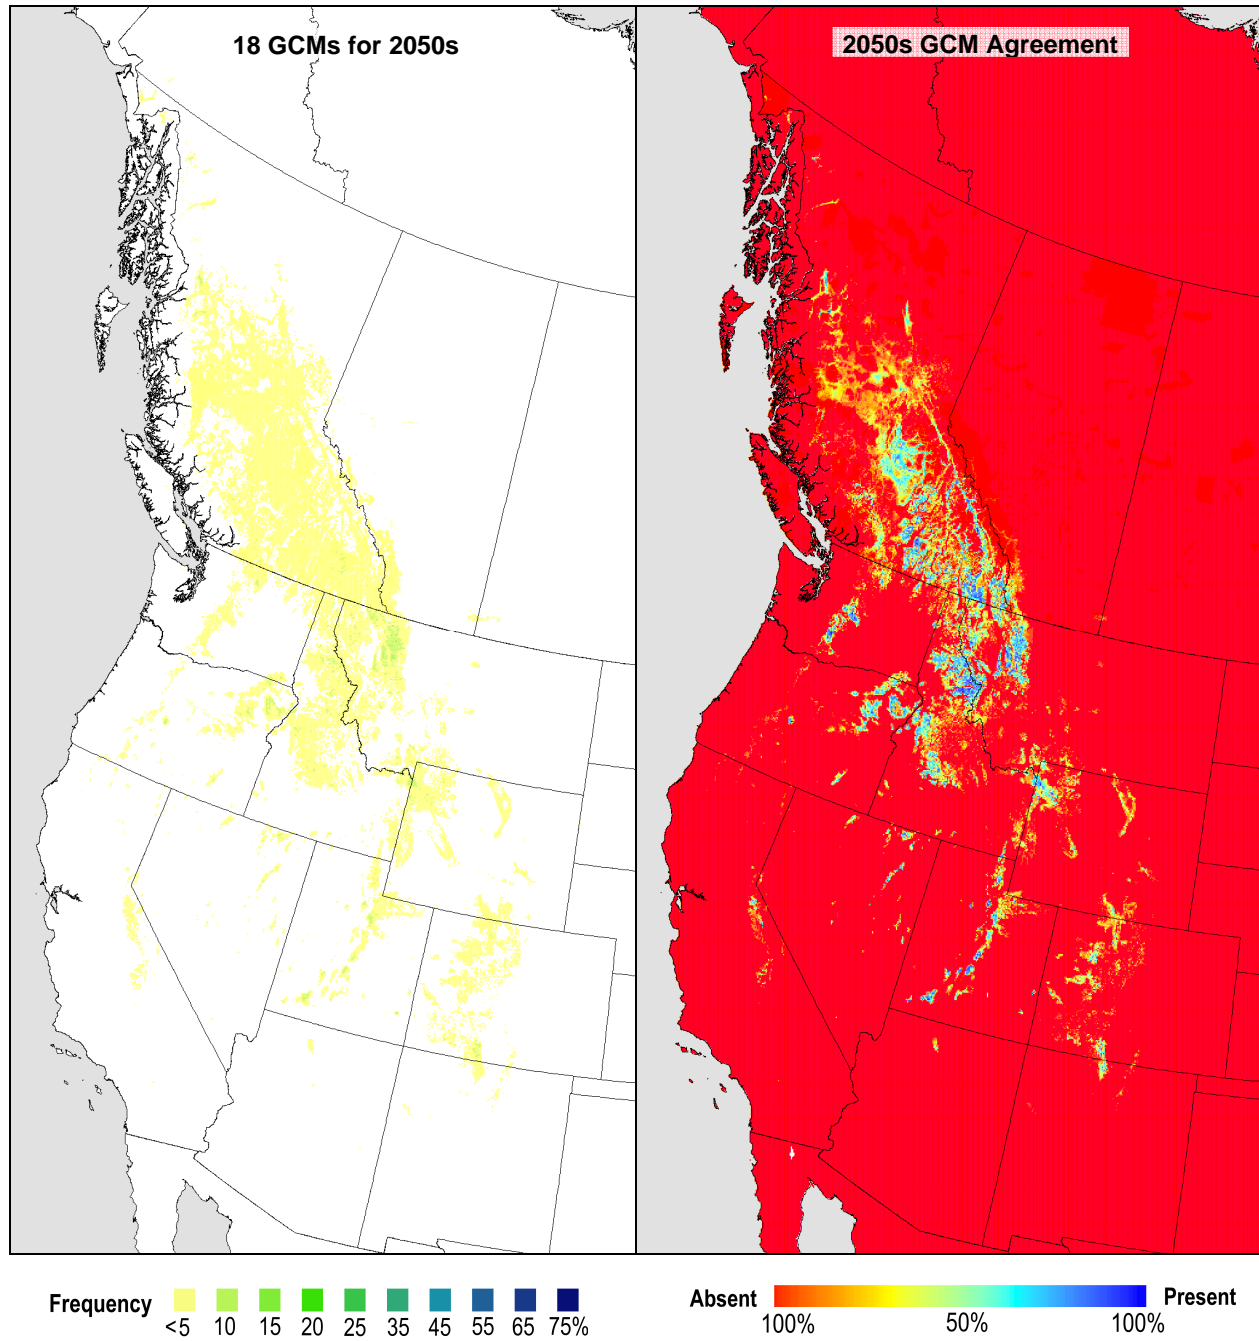 18 GCMs for 2050s
2050s GCM Agreement
Frequency
<5 10 15 20 25 35 45 55 65 75%
Absent Present
100% 50% 100%